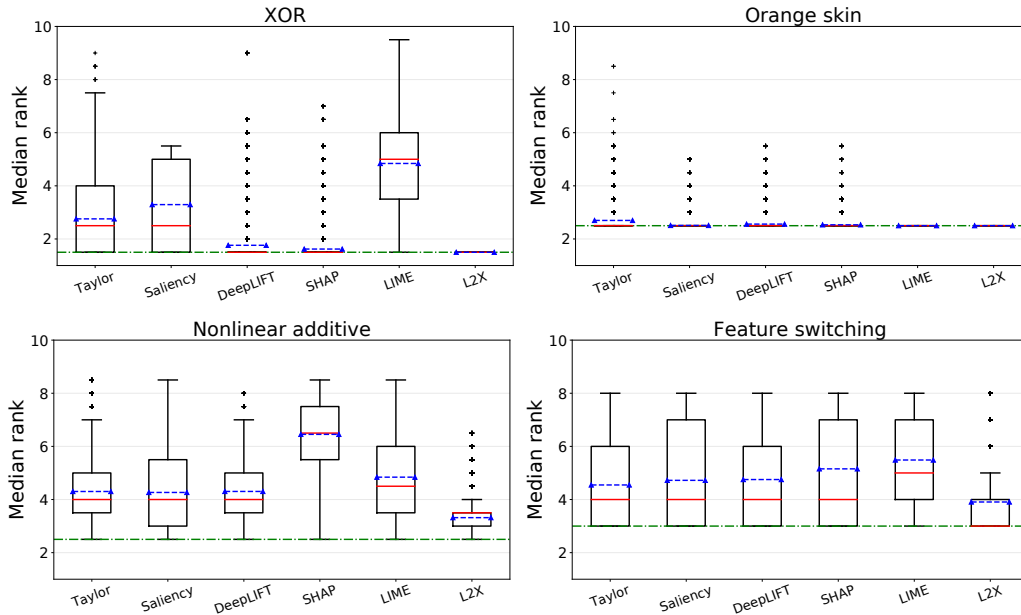 XOR
Median rank
10
8
6
4
2
Taylor
Saliency
DeepLIFT
SHAP
LIME
L2X
Orange skin
Median rank
10
8
6
4
2
Taylor
Saliency
DeepLIFT
SHAP
LIME
L2X
Nonlinear additive
Median rank
10
8
6
4
2
Taylor
Saliency
DeepLIFT
SHAP
LIME
L2X
Feature switching
Median rank
10
8
6
4
2
Taylor
Saliency
DeepLIFT
SHAP
LIME
L2X